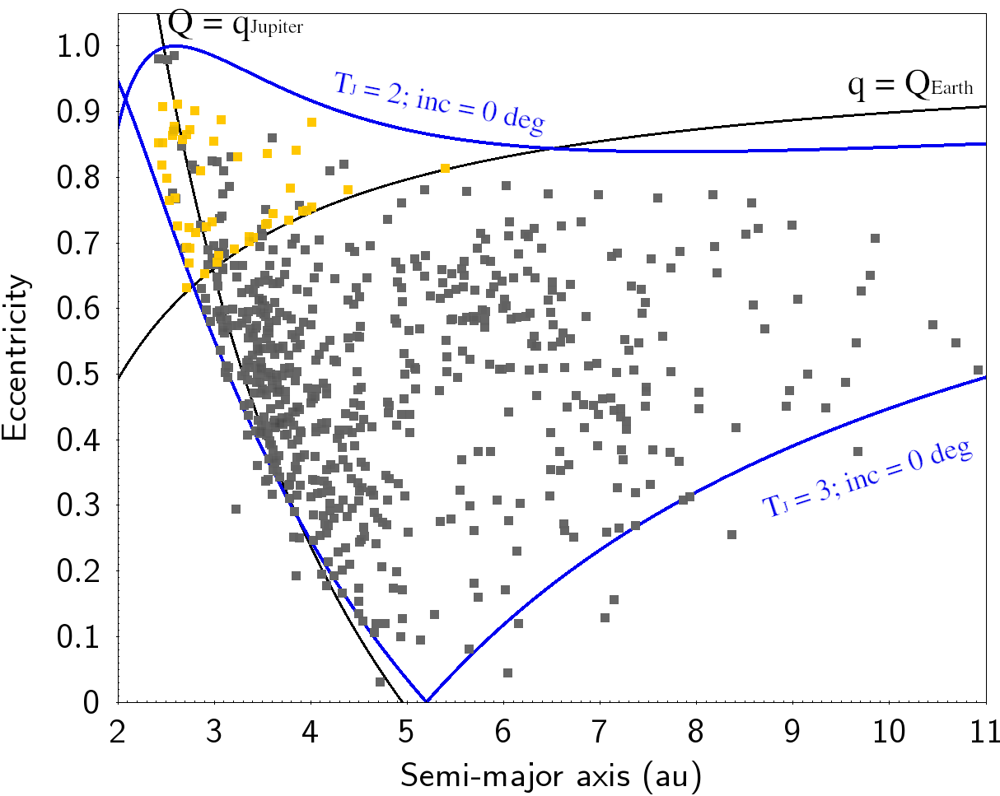 Q = qJupiter
1.0
TJ = 2; inc = 0 deg
q = QEarth
0.9
0.8
0.7
0.6
0.5
0.4
0.3
0.2
0.1
0
TJ = 3; inc = 0 deg
Eccentricity
2 3 4 5 6 7 8 9 10 11
Semi-major axis (au)